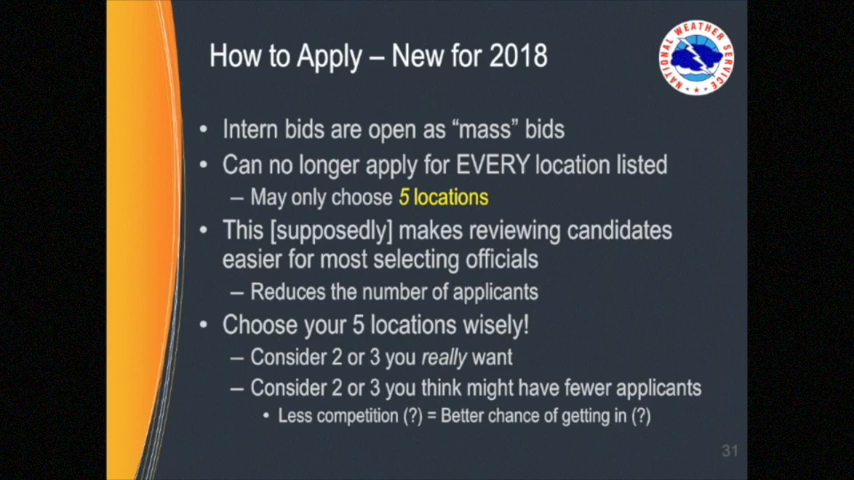 How to Apply – New for 2018
NATIONAL WEATHER SERVICE
• Intern bids are open as “mass” bids
• Can no longer apply for EVERY location listed
– May only choose 5 locations
• This [supposedly] makes reviewing candidates
easier for most selecting officials
– Reduces the number of applicants
• Choose your 5 locations wisely!
– Consider 2 or 3 you really want
– Consider 2 or 3 you think might have fewer applicants
• Less competition (?) = Better chance of getting in (?)
31